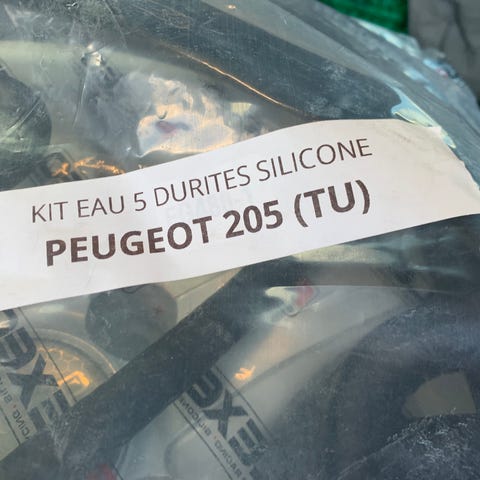 KIT EAU 5 DURITES SILICONE
PEUGEOT 205 (TU)